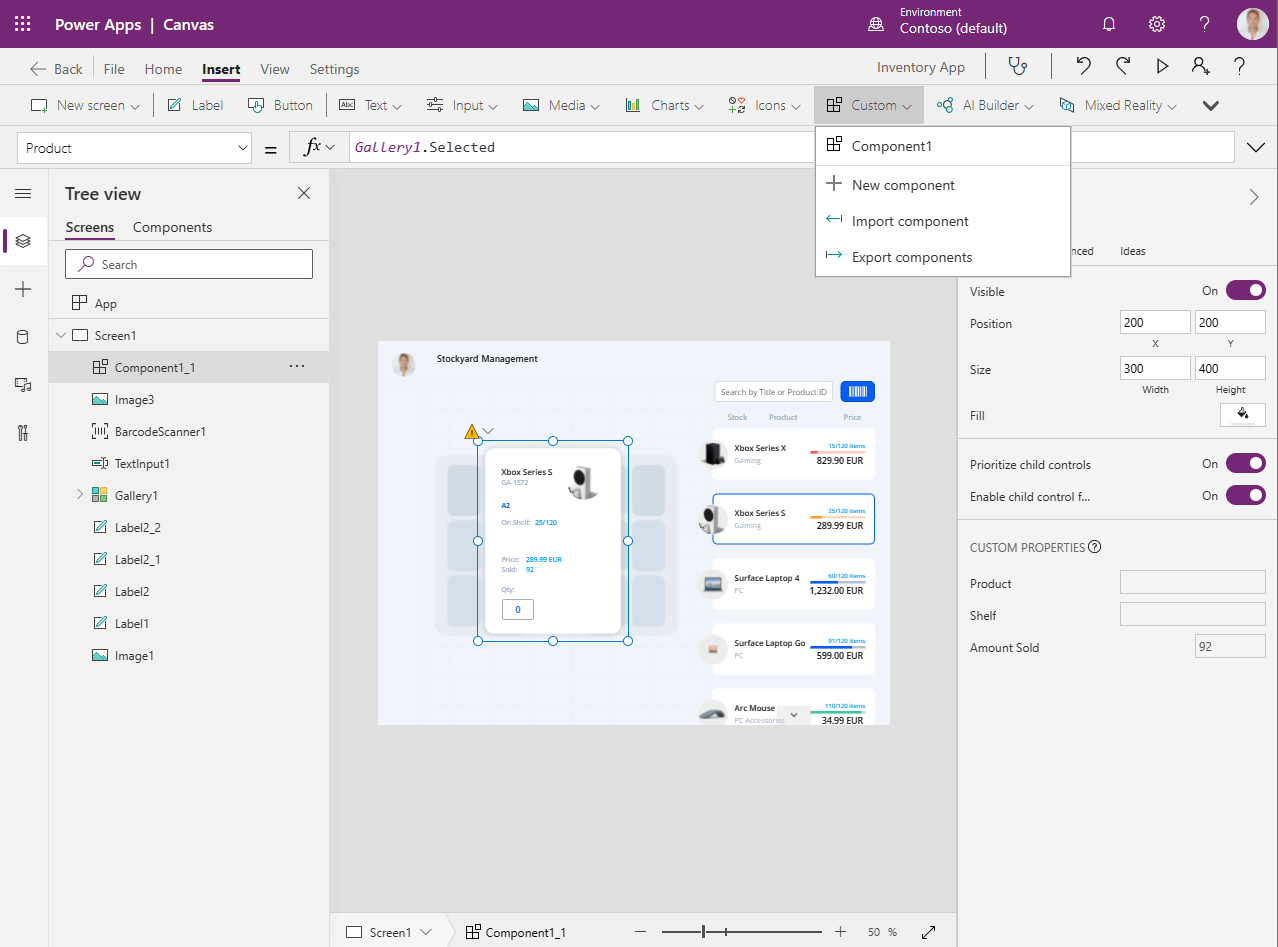 Power Apps | Canvas
Environment
Contoso (default)
Back File Home Insert View Settings
Inventory App
New screen Label Button Text Input Media Charts Icons Custom AI Builder Mixed Reality
Product = fx Gallery1.Selected
Component1
New component
Import component
Export components
Tree view
Screens Components
Search
App
Screen1
Component1_1
Image3
BarcodeScanner1
TextInput1
Gallery1
Label2_2
Label2_1
Label2
Label1
Image1
Stockyard Management
Search by Title or Product ID
Stock Product Price
Xbox Series S
GA-1572
A2
On Shelf: 25/120
Price: 289.99 EUR
Sold: 92
Qty:
0
Xbox Series X 15/120 items
Gaming 829.90 EUR
Xbox Series S 25/120 items
Gaming 289.99 EUR
Surface Laptop 4 60/120 items
PC 1,232.00 EUR
Surface Laptop Go 91/120 items
PC 599.00 EUR
Arc Mouse 110/120 items
PC Accessories 34.99 EUR
nced Ideas
Visible On
Position 200 200
X Y
Size 300 400
Width Height
Fill
Prioritize child controls On
Enable child control f... On
CUSTOM PROPERTIES
Product
Shelf
Amount Sold 92
Screen1 Component1_1 50 %